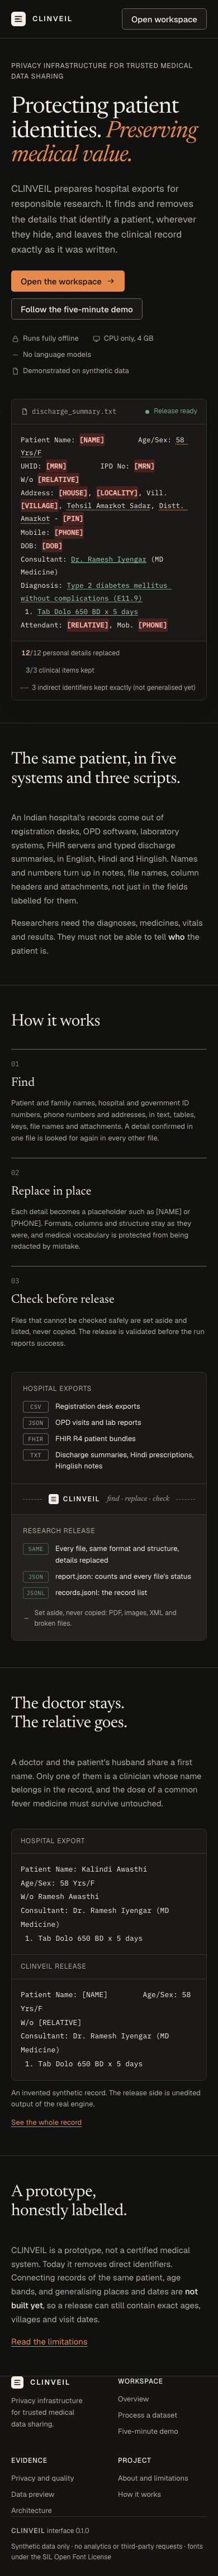 CLINVEIL
Open workspace
PRIVACY INFRASTRUCTURE FOR TRUSTED MEDICAL
DATA SHARING
Protecting patient
identities. Preserving
medical value.
CLINVEIL prepares hospital exports for
responsible research. It finds and removes
the details that identify a patient, wherever
they hide, and leaves the clinical record
exactly as it was written.
Open the workspace →
Follow the five-minute demo
Runs fully offline
CPU only, 4 GB
No language models
Demonstrated on synthetic data
discharge_summary.txt
Release ready
Patient Name: [NAME] Age/Sex: 58
Yrs/F
UHID: [MRN] IPD No: [MRN]
W/o [RELATIVE]
Address: [HOUSE], [LOCALITY], Vill.
[VILLAGE], Tehsil Amarkot Sadar, Distt.
Amarkot - [PIN]
Mobile: [PHONE]
DOB: [DOB]
Consultant: Dr. Ramesh Iyengar (MD
Medicine)
Diagnosis: Type 2 diabetes mellitus
without complications (E11.9)
1. Tab Dolo 650 BD x 5 days
Attendant: [RELATIVE], Mob. [PHONE]
12/12 personal details replaced
3/3 clinical items kept
3 indirect identifiers kept exactly (not generalised yet)
The same patient, in five
systems and three scripts.
An Indian hospital's records come out of
registration desks, OPD software, laboratory
systems, FHIR servers and typed discharge
summaries, in English, Hindi and Hinglish. Names
and numbers turn up in notes, file names, column
headers and attachments, not just in the fields
labelled for them.
Researchers need the diagnoses, medicines, vitals
and results. They must not be able to tell who the
patient is.
How it works
01
Find
Patient and family names, hospital and government ID
numbers, phone numbers and addresses, in text, tables,
keys, file names and attachments. A detail confirmed in
one file is looked for again in every other file.
02
Replace in place
Each detail becomes a placeholder such as [NAME] or
[PHONE]. Formats, columns and structure stay as they
were, and medical vocabulary is protected from being
redacted by mistake.
03
Check before release
Files that cannot be checked safely are set aside and
listed, never copied. The release is validated before the run
reports success.
HOSPITAL EXPORTS
CSV Registration desk exports
JSON OPD visits and lab reports
FHIR FHIR R4 patient bundles
TXT Discharge summaries, Hindi prescriptions,
Hinglish notes
CLINVEIL find · replace · check
RESEARCH RELEASE
SAME Every file, same format and structure,
details replaced
JSON report.json: counts and every file's status
JSONL records.jsonl: the record list
Set aside, never copied: PDF, images, XML and
broken files.
The doctor stays.
The relative goes.
A doctor and the patient's husband share a first
name. Only one of them is a clinician whose name
belongs in the record, and the dose of a common
fever medicine must survive untouched.
HOSPITAL EXPORT
Patient Name: Kalindi Awasthi
Age/Sex: 58 Yrs/F
W/o Ramesh Awasthi
Consultant: Dr. Ramesh Iyengar (MD
Medicine)
1. Tab Dolo 650 BD x 5 days
CLINVEIL RELEASE
Patient Name: [NAME] Age/Sex: 58
Yrs/F
W/o [RELATIVE]
Consultant: Dr. Ramesh Iyengar (MD
Medicine)
1. Tab Dolo 650 BD x 5 days
An invented synthetic record. The release side is unedited
output of the real engine.
See the whole record
A prototype,
honestly labelled.
CLINVEIL is a prototype, not a certified medical
system. Today it removes direct identifiers.
Connecting records of the same patient, age
bands, and generalising places and dates are not
built yet, so a release can still contain exact ages,
villages and visit dates.
Read the limitations
CLINVEIL
Privacy infrastructure
for trusted medical
data sharing.
WORKSPACE
Overview
Process a dataset
Five-minute demo
EVIDENCE
Privacy and quality
Data preview
Architecture
PROJECT
About and limitations
How it works
CLINVEIL interface 0.1.0
Synthetic data only · no analytics or third-party requests · fonts
under the SIL Open Font License